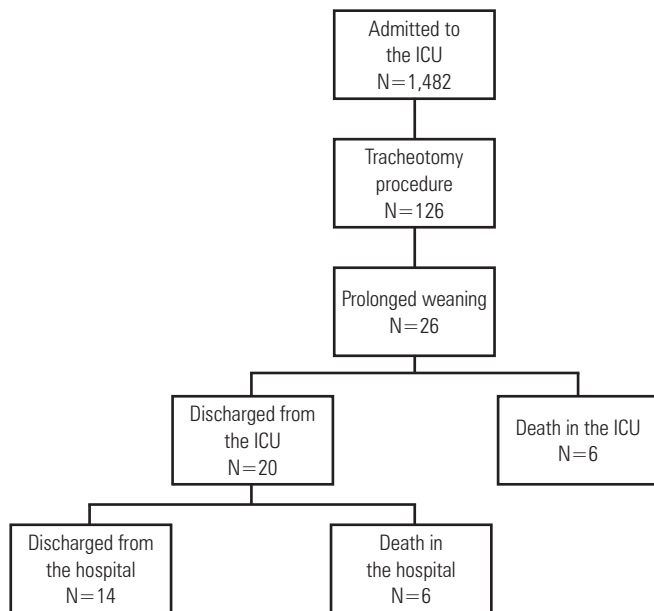 Admitted to
the ICU
N=1,482
Tracheotomy
procedure
N=126
Prolonged weaning
N=26
Discharged from
the ICU
N=20
Death in the ICU
N=6
Discharged from
the hospital
N=14
Death in
the hospital
N=6